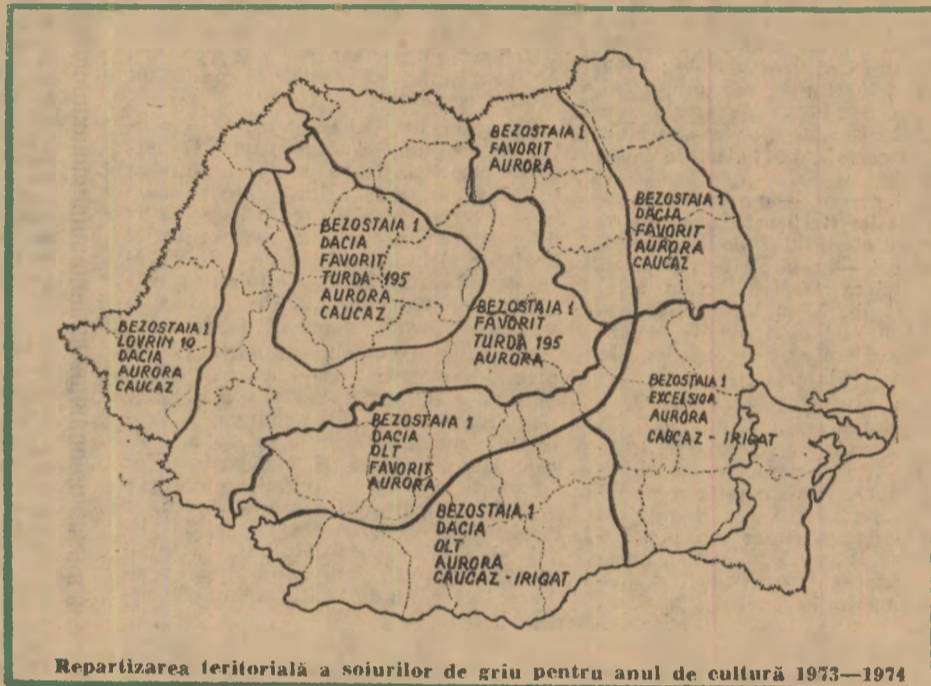 BEZOSTAIA 1
FAVORIT
AURORA
BEZOSTAIA 1
DACIA
FAVORIT
AURORA
CAUCAZ
BEZOSTAIA 1
DACIA
FAVORIT
TURDA-195
AURORA
CAUCAZ
BEZOSTAIA 1
FAVORIT
TURDA 195
AURORA
BEZOSTAIA 1
LOVRIN 10
DACIA
AURORA
CAUCAZ
BEZOSTAIA 1
EXCELSIOR
AURORA
CAUCAZ - IRIGAT
BEZOSTAIA 1
DACIA
OLT
FAVORIT
AURORA
BEZOSTAIA 1
DACIA
OLT
AURORA
CAUCAZ - IRIGAT
Repartizarea teritorială a soiurilor de grîu pentru anul de cultură 1973—1974